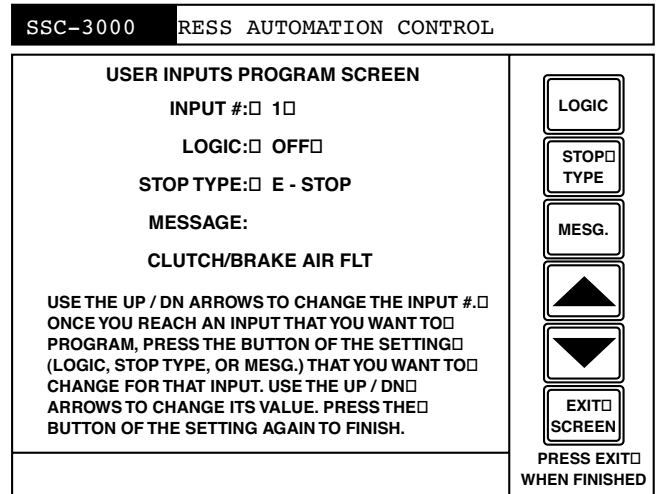 SSC-3000 RESS AUTOMATION CONTROL
USER INPUTS PROGRAM SCREEN
INPUT #:□ 1□
LOGIC:□ OFF□
STOP TYPE:□ E - STOP
MESSAGE:
CLUTCH/BRAKE AIR FLT
USE THE UP / DN ARROWS TO CHANGE THE INPUT #.□
ONCE YOU REACH AN INPUT THAT YOU WANT TO□
PROGRAM, PRESS THE BUTTON OF THE SETTING□
(LOGIC, STOP TYPE, OR MESG.) THAT YOU WANT TO□
CHANGE FOR THAT INPUT. USE THE UP / DN□
ARROWS TO CHANGE ITS VALUE. PRESS THE□
BUTTON OF THE SETTING AGAIN TO FINISH.
LOGIC
STOP□
TYPE
MESG.
EXIT□
SCREEN
PRESS EXIT□
WHEN FINISHED